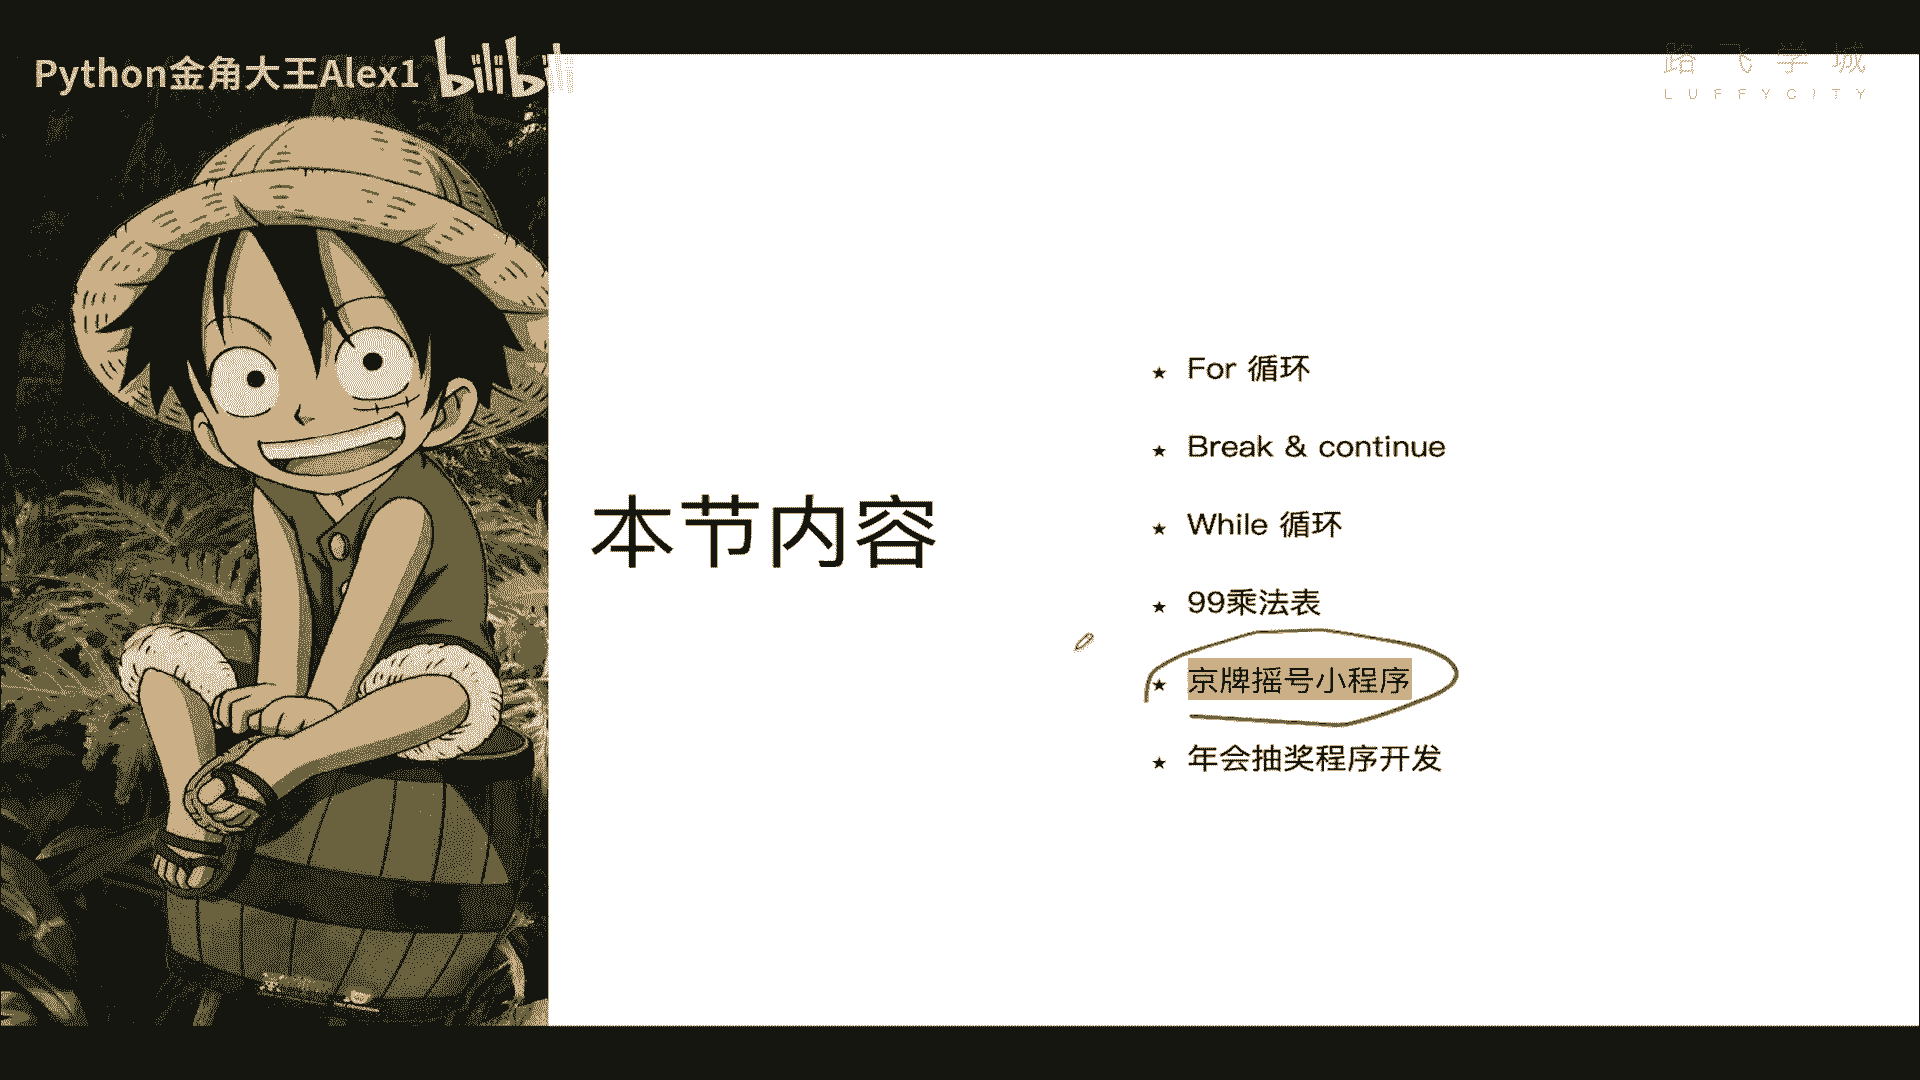 Python金角大王Alex1 bilibili
路飞学城
LUFFYCITY
本节内容
★ For 循环
★ Break & continue
★ While 循环
★ 99乘法表
★ 京牌摇号小程序
★ 年会抽奖程序开发